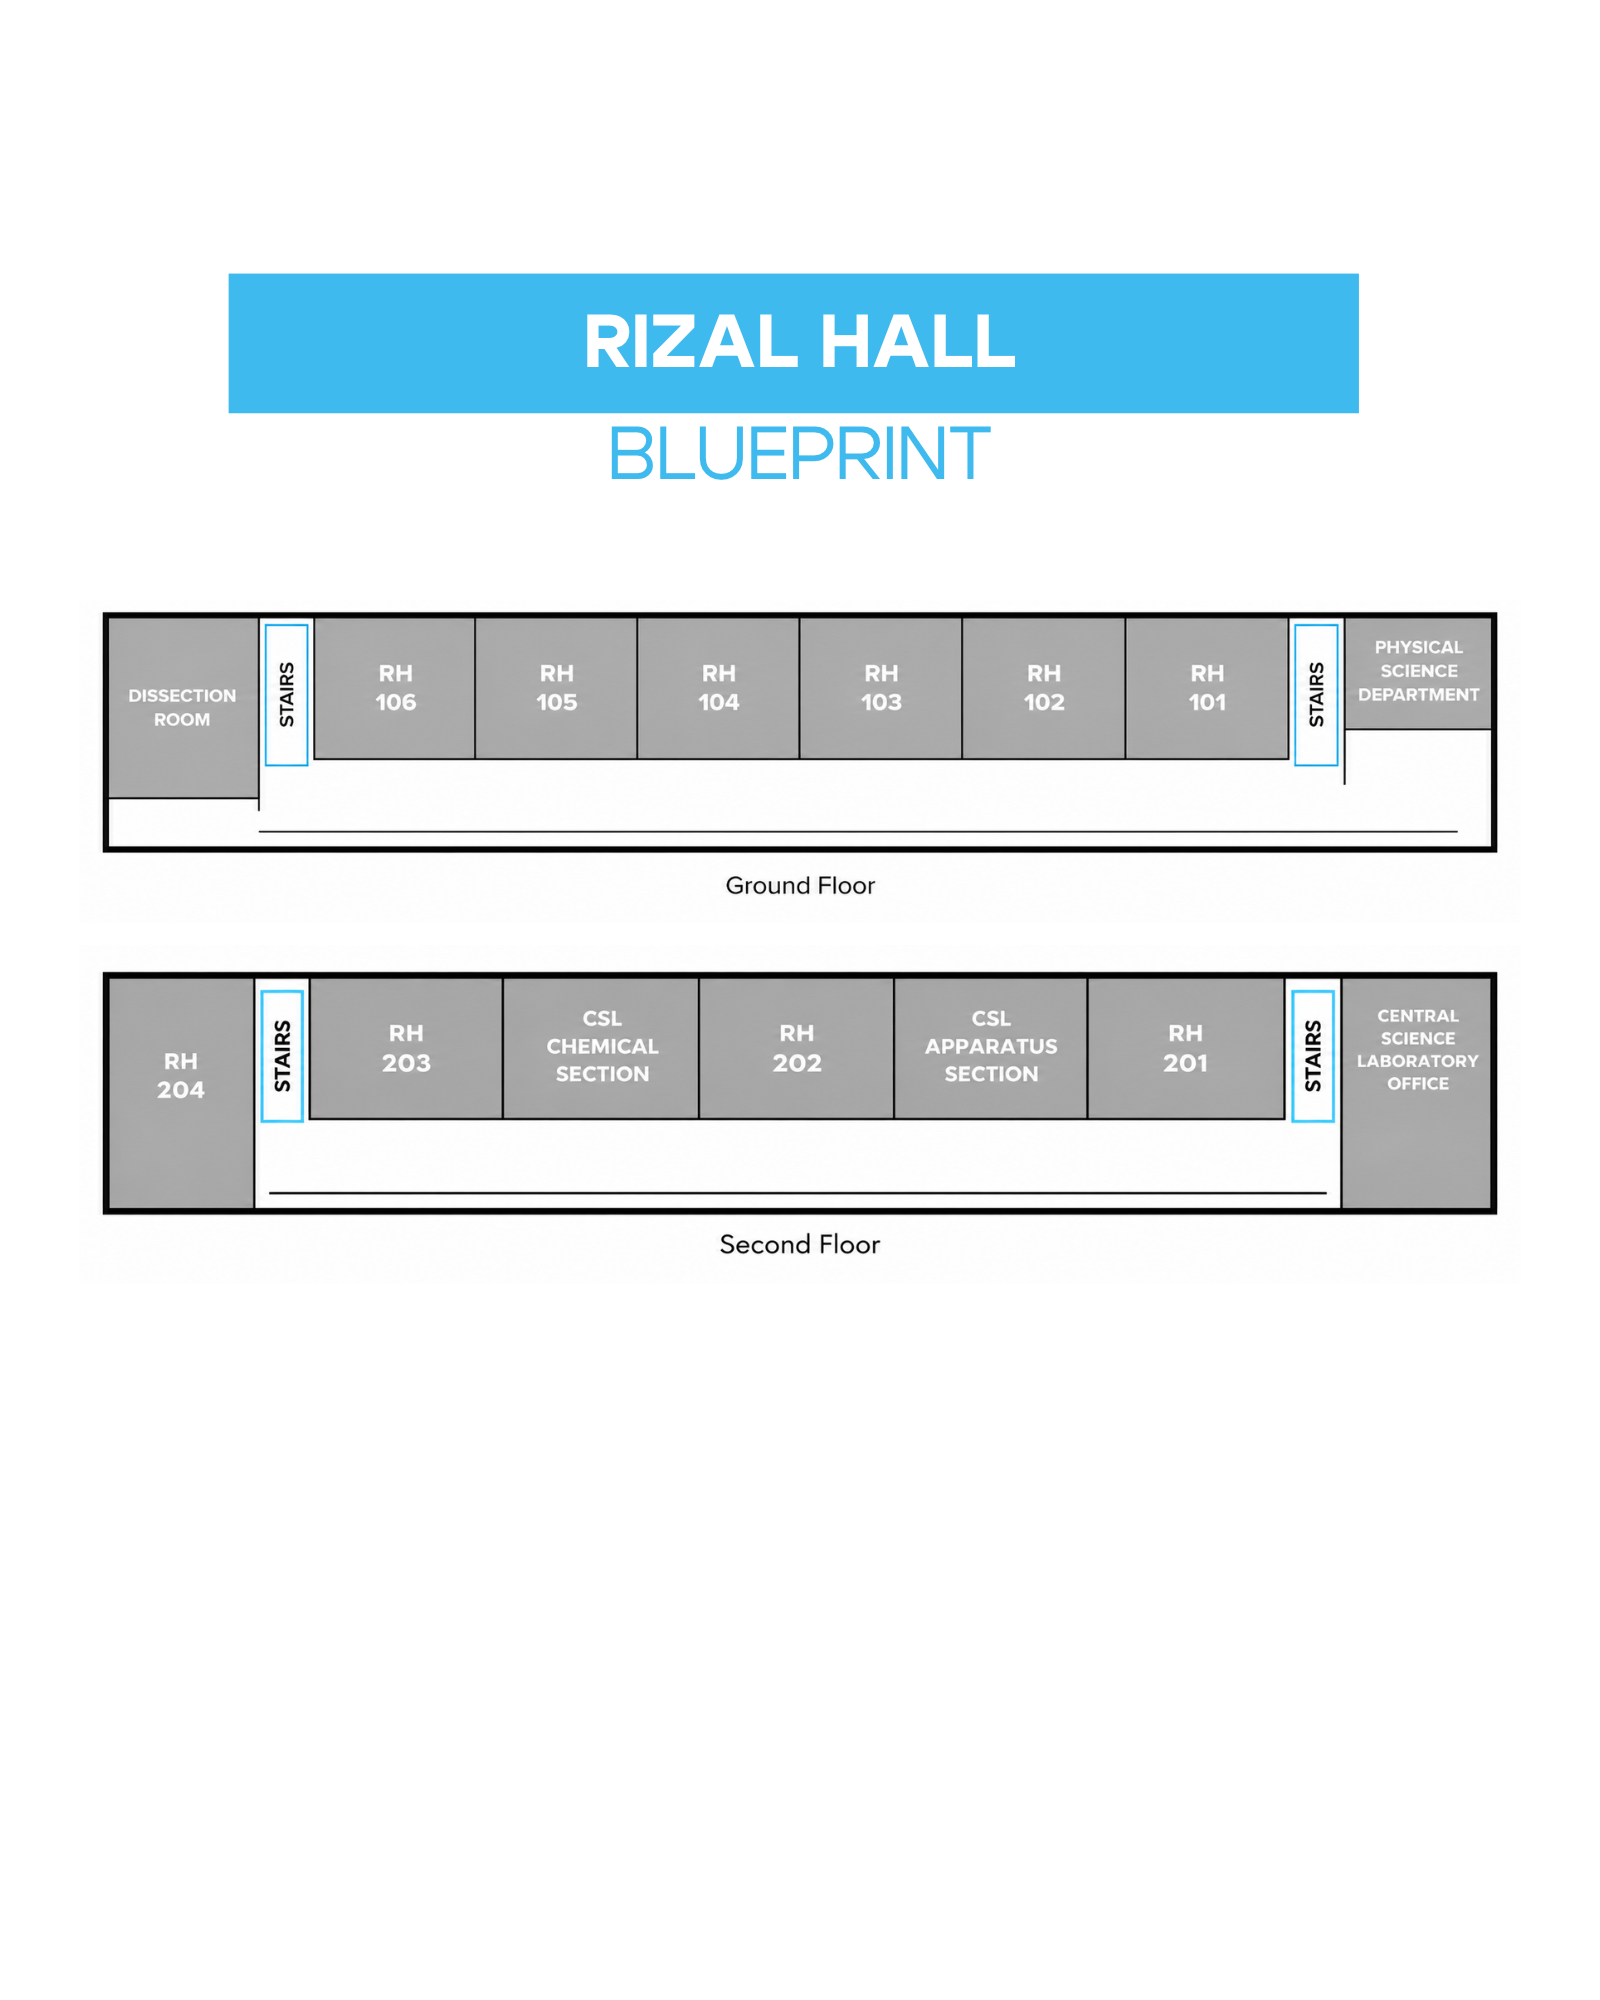 RIZAL HALL
BLUEPRINT
DISSECTION
ROOM
STAIRS
RH
106
RH
105
RH
104
RH
103
RH
102
RH
101
STAIRS
PHYSICAL
SCIENCE
DEPARTMENT
Ground Floor
RH
204
STAIRS
RH
203
CSL
CHEMICAL
SECTION
RH
202
CSL
APPARATUS
SECTION
RH
201
STAIRS
CENTRAL
SCIENCE
LABORATORY
OFFICE
Second Floor